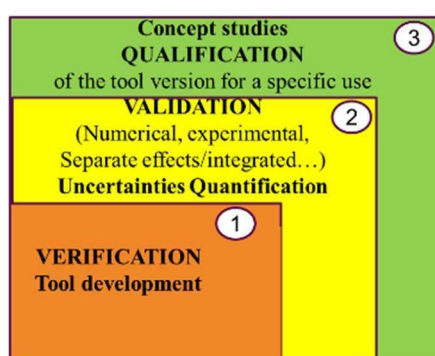 Concept studies
3
QUALIFICATION
of the tool version for a specific use
VALIDATION
2
(Numerical, experimental,
Separate effects/integrated…)
Uncertainties Quantification
1
VERIFICATION
Tool development